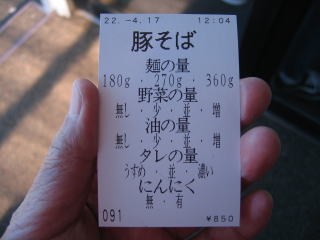 22.-4.17 12:04
豚そば
麺の量
180g ・ 270g ・ 360g
野菜の量
無し ・ 少 ・ 並 ・ 増
油の量
無し ・ 少 ・ 並 ・ 増
タレの量
うすめ ・ 並 ・ 濃い
にんにく
無 ・ 有
091 ¥850